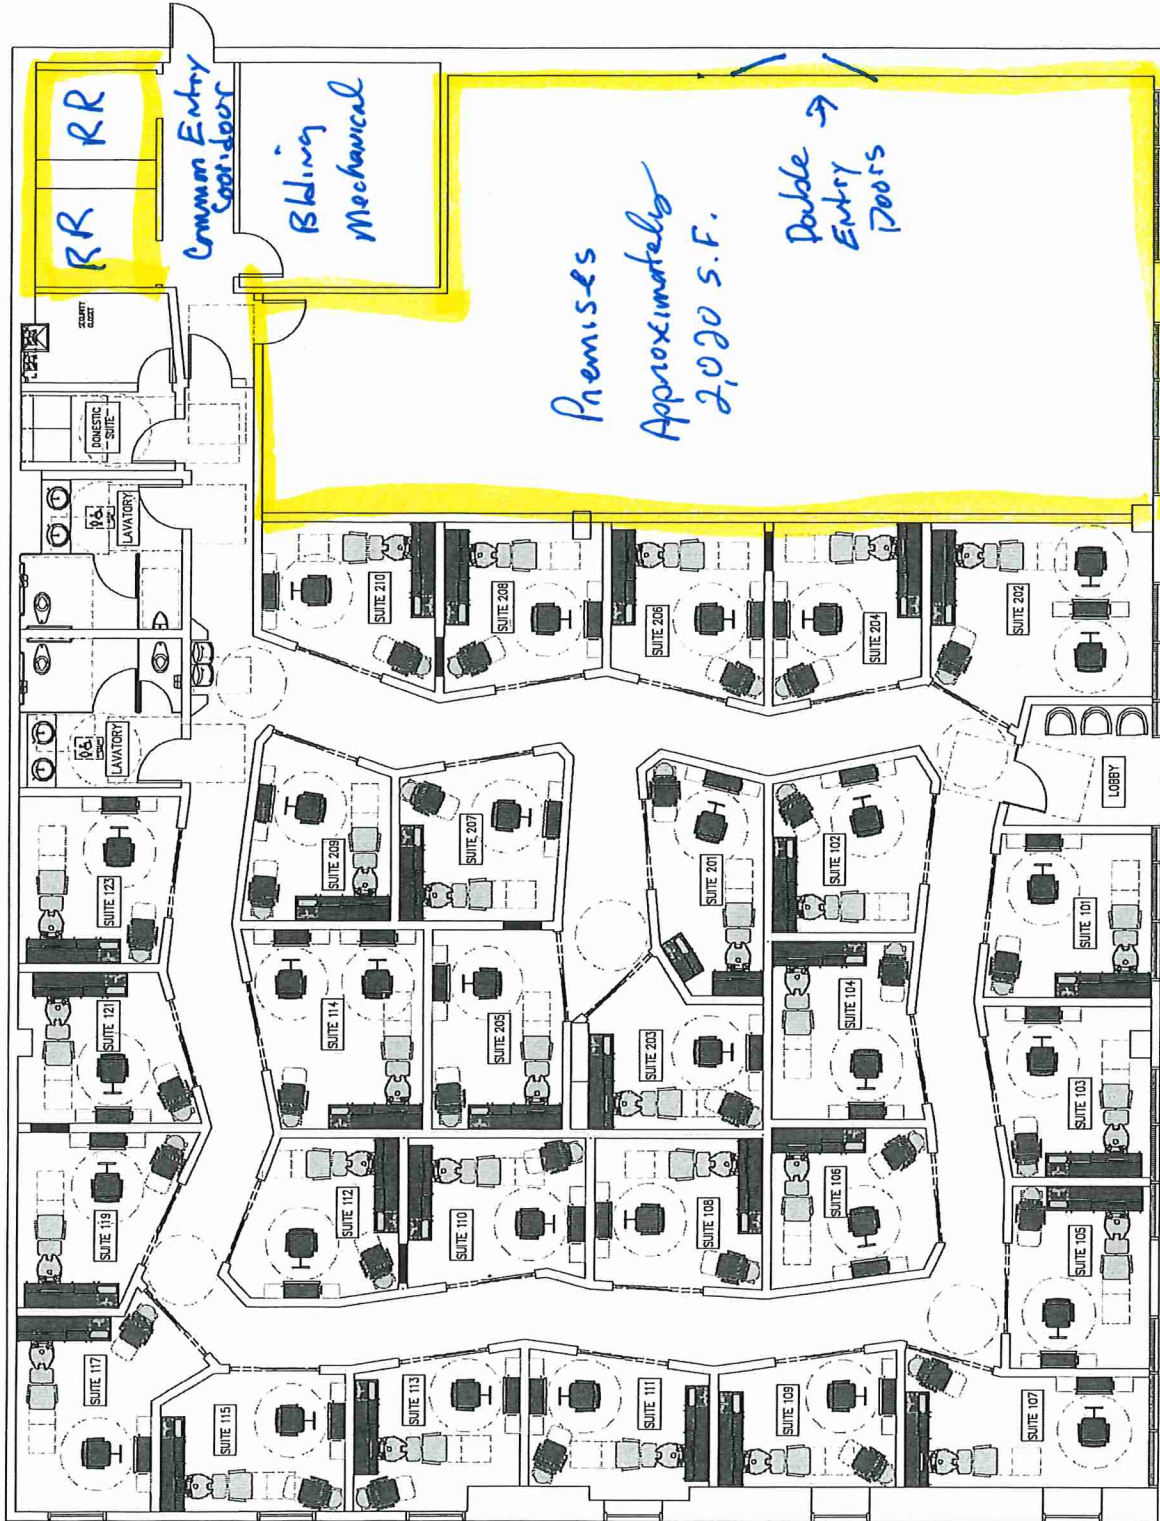 RR RR
Common Entry
Cooridoor
Blding
Mechanical
Premises
Approximately
2,020 S.F.
Double →
Entry
Doors
SECURITY
CLOSET
DOMESTIC
SUITE
LAVATORY
LAVATORY
SUITE 210
SUITE 208
SUITE 206
SUITE 204
SUITE 202
LOBBY
SUITE 123
SUITE 209
SUITE 207
SUITE 201
SUITE 102
SUITE 101
SUITE 121
SUITE 114
SUITE 205
SUITE 203
SUITE 104
SUITE 103
SUITE 119
SUITE 112
SUITE 110
SUITE 108
SUITE 106
SUITE 105
SUITE 117
SUITE 115
SUITE 113
SUITE 111
SUITE 109
SUITE 107